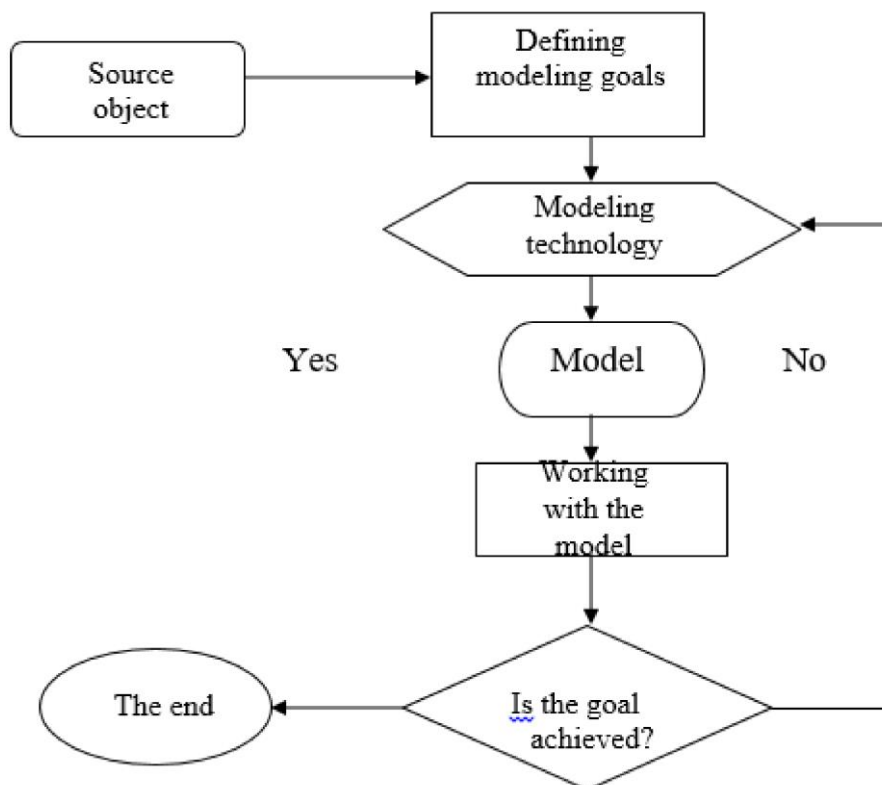 Source
object
Defining
modeling goals
Modeling
technology
Yes
Model
No
Working
with the
model
The end
Is the goal
achieved?